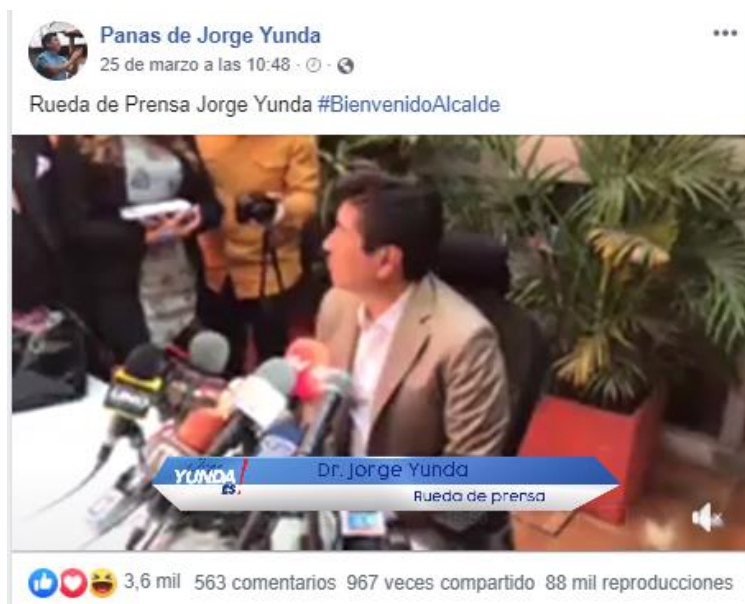 Panas de Jorge Yunda
25 de marzo a las 10:48
Rueda de Prensa Jorge Yunda #BienvenidoAlcalde
YUNDA
ES.
Dr. Jorge Yunda
Rueda de prensa
3,6 mil 563 comentarios 967 veces compartido 88 mil reproducciones